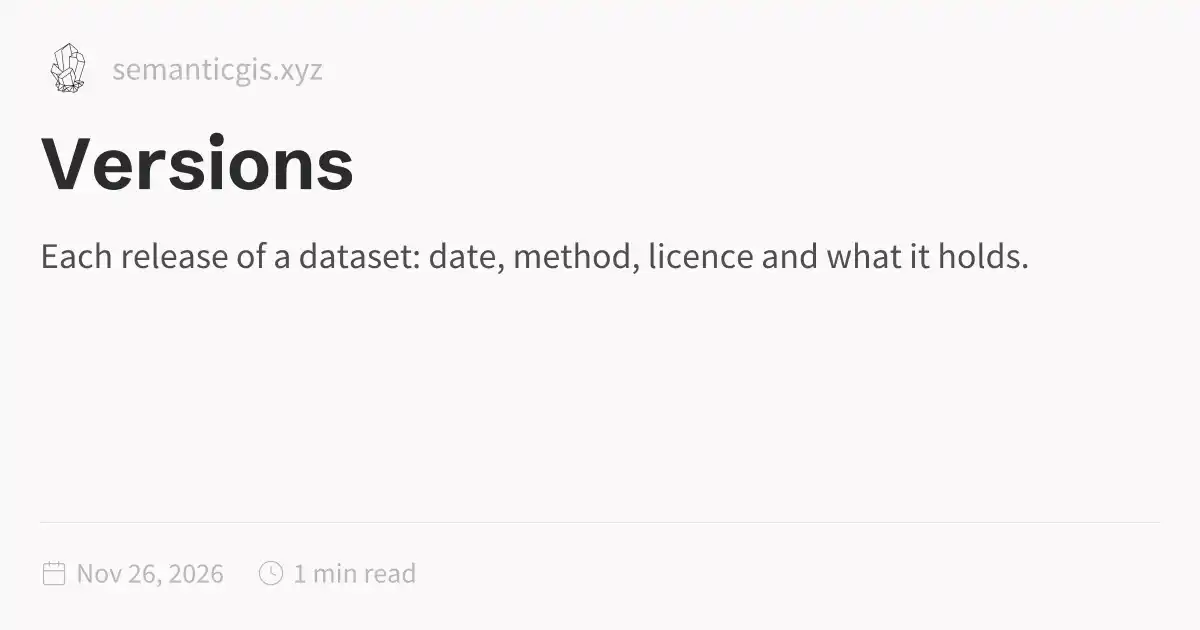 semanticgis.xyz
Versions
Each release of a dataset: date, method, licence and what it holds.
Nov 26, 2026 1 min read